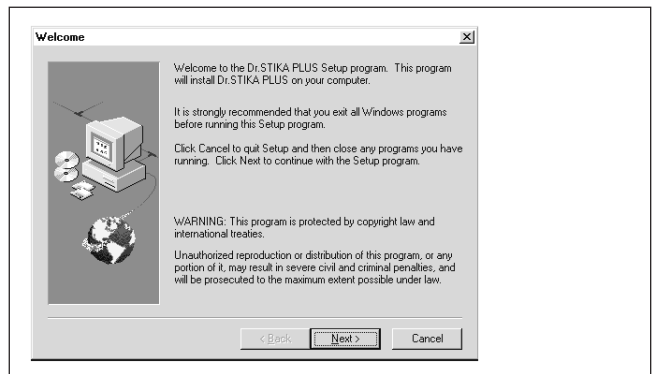 Welcome
Welcome to the Dr.STIKA PLUS Setup program. This program
will install Dr.STIKA PLUS on your computer.
It is strongly recommended that you exit all Windows programs
before running this Setup program.
Click Cancel to quit Setup and then close any programs you have
running. Click Next to continue with the Setup program.
WARNING: This program is protected by copyright law and
international treaties.
Unauthorized reproduction or distribution of this program, or any
portion of it, may result in severe civil and criminal penalties, and
will be prosecuted to the maximum extent possible under law.
< Back Next > Cancel